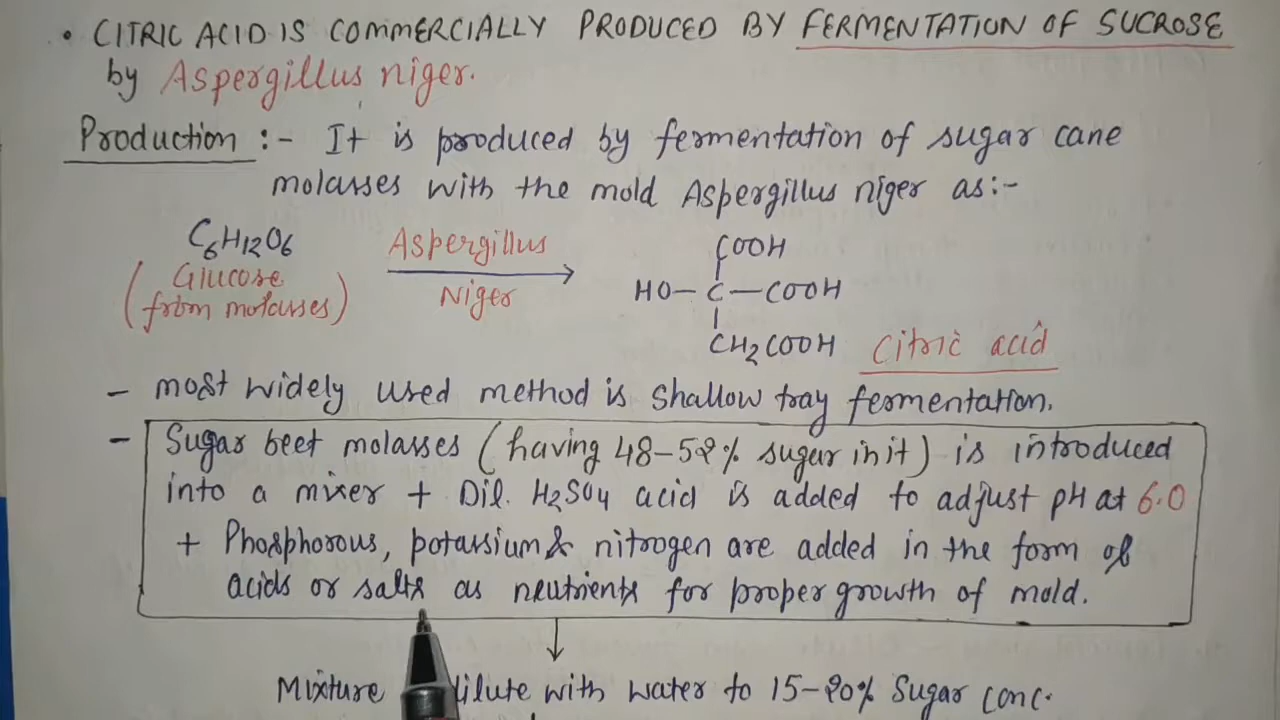 • CITRIC ACID IS COMMERCIALLY PRODUCED BY FERMENTATION OF SUCROSE
by Aspergillus niger.
Production :- It is produced by fermentation of sugar cane
molasses with the mold Aspergillus niger as:-
C6H12O6
(Glucose
from molasses)
Aspergillus
Niger
COOH
HO-C-COOH
CH2COOH
Citric acid
- most widely used method is shallow tray fermentation.
- Sugar beet molasses (having 48-52% sugar in it) is introduced
into a mixer + Dil. H2SO4 acid is added to adjust pH at 6.0
+ Phosphorous, potassium & nitrogen are added in the form of
acids or salts as neutrients for proper growth of mold.
Mixture dilute with water to 15-20% sugar conc.